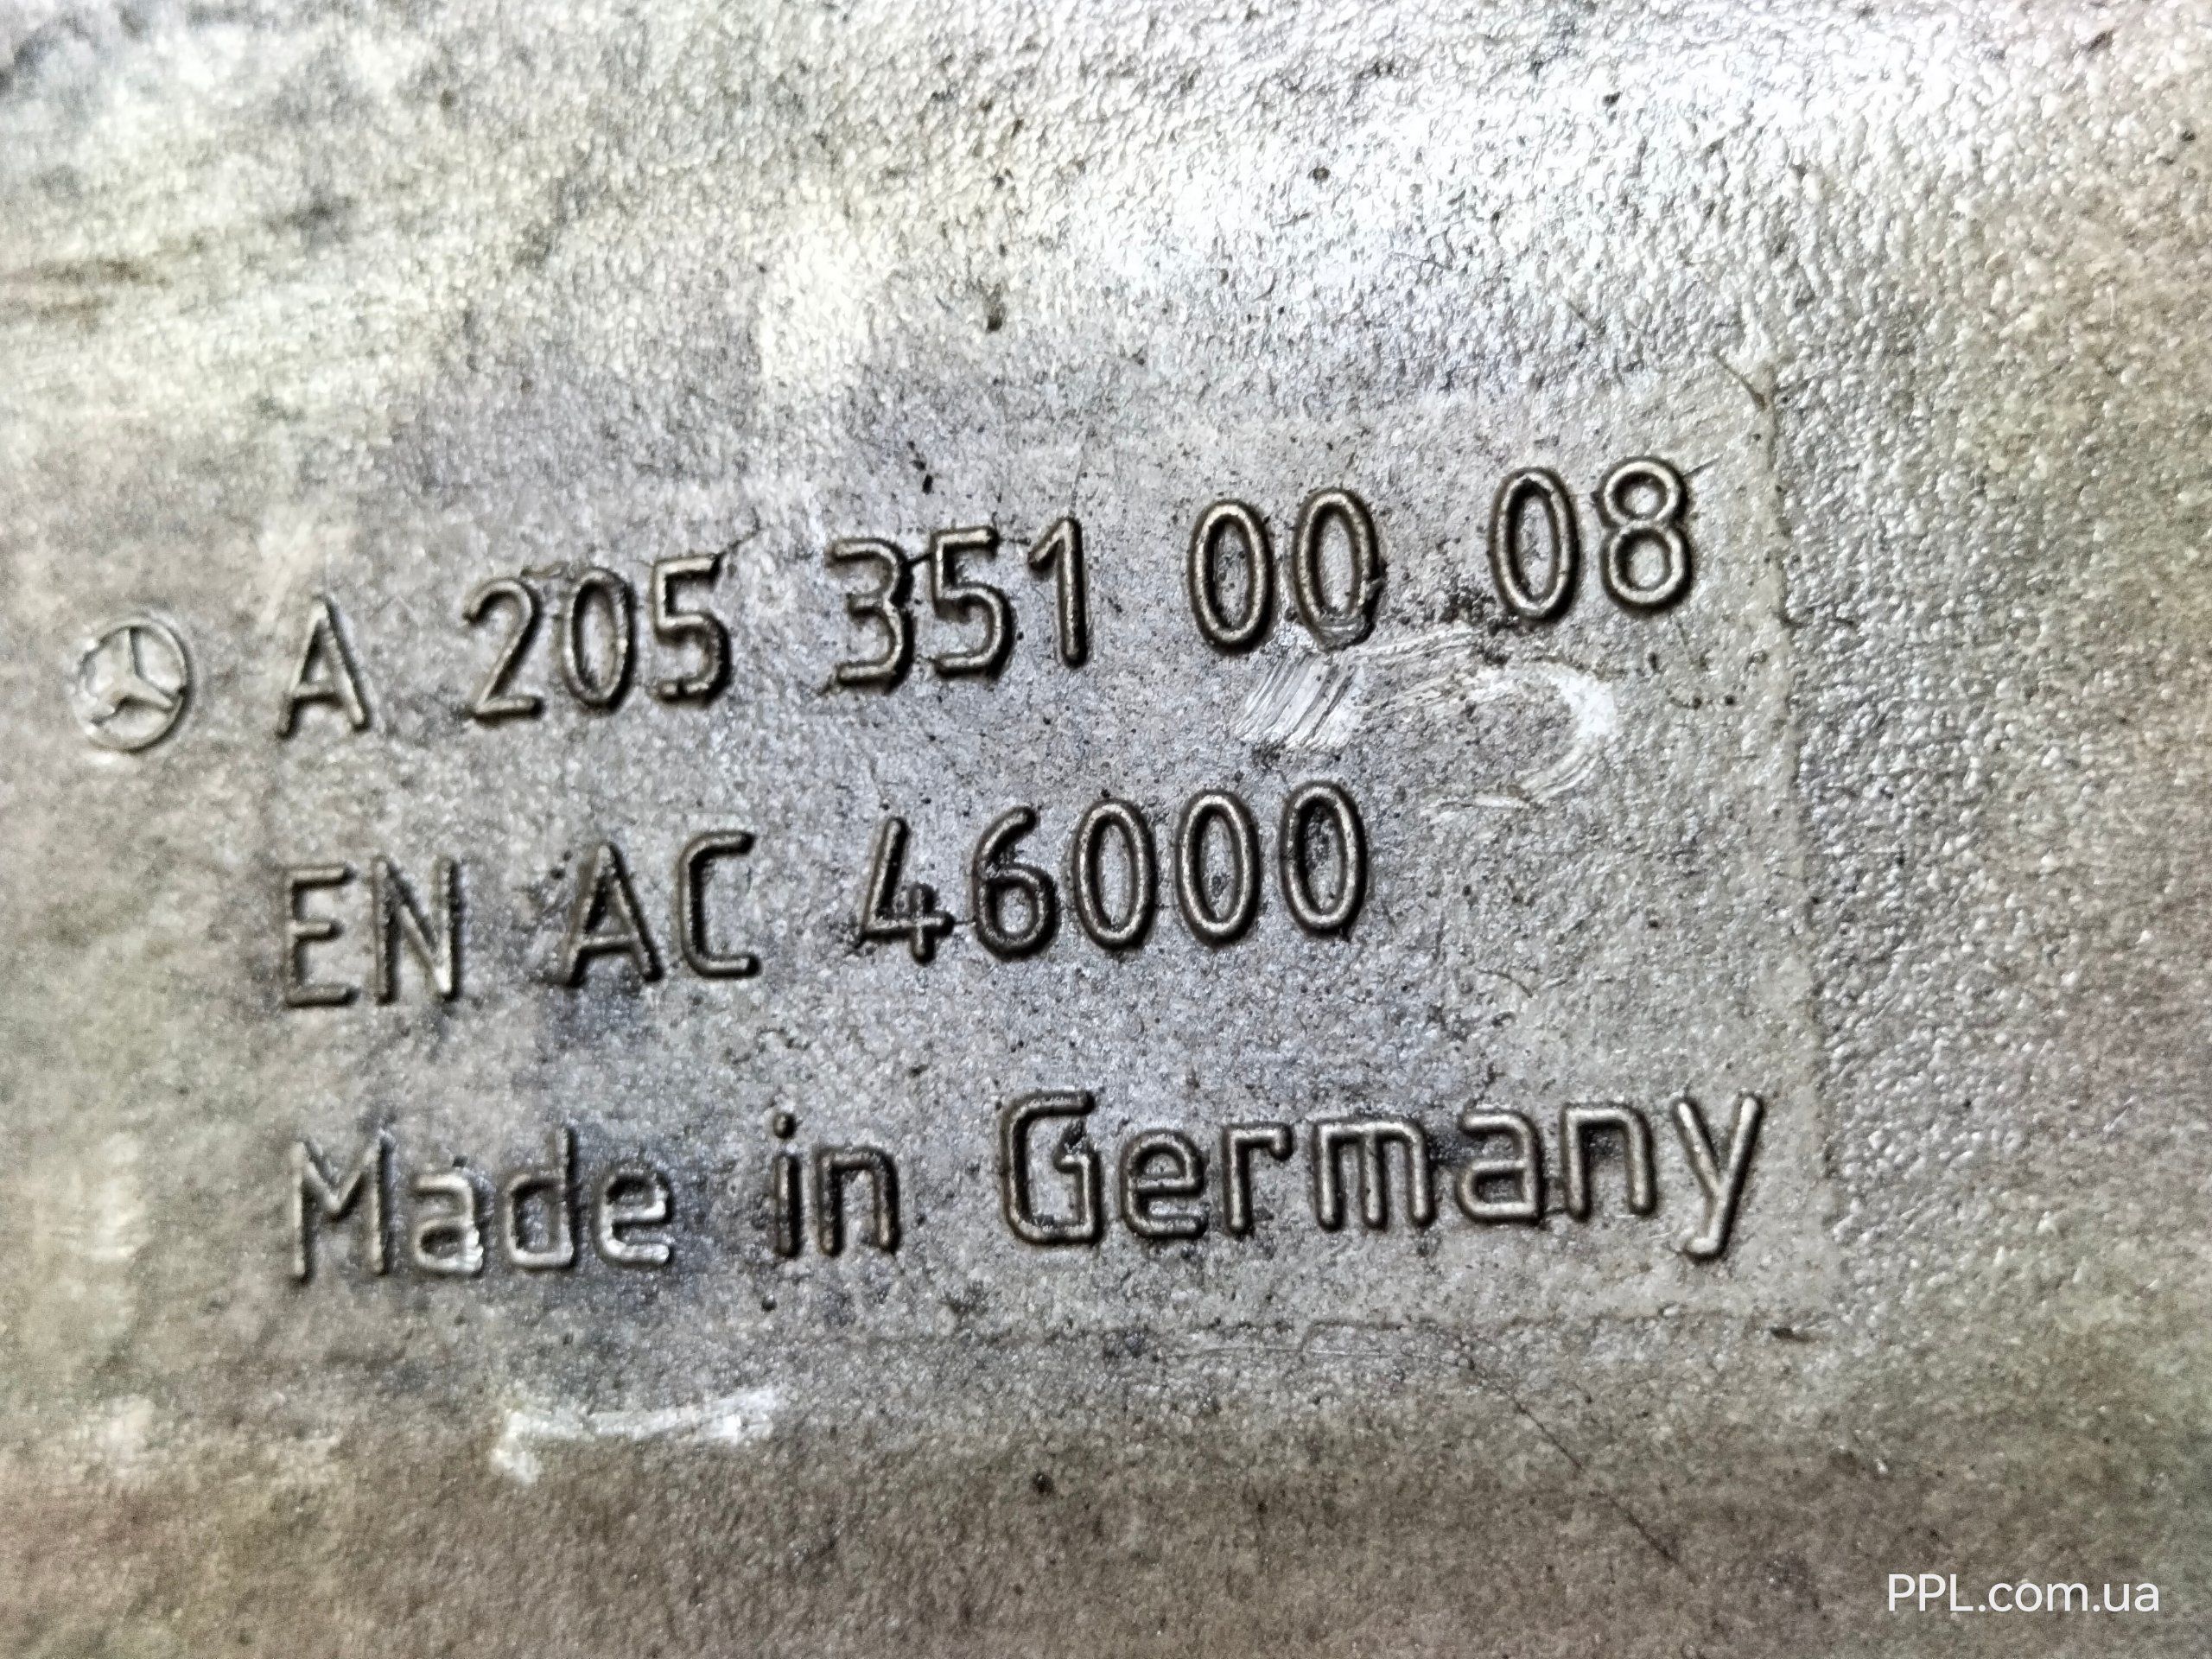 A 205 351 00 08
EN AC 46000
Made in Germany
PPL.com.ua